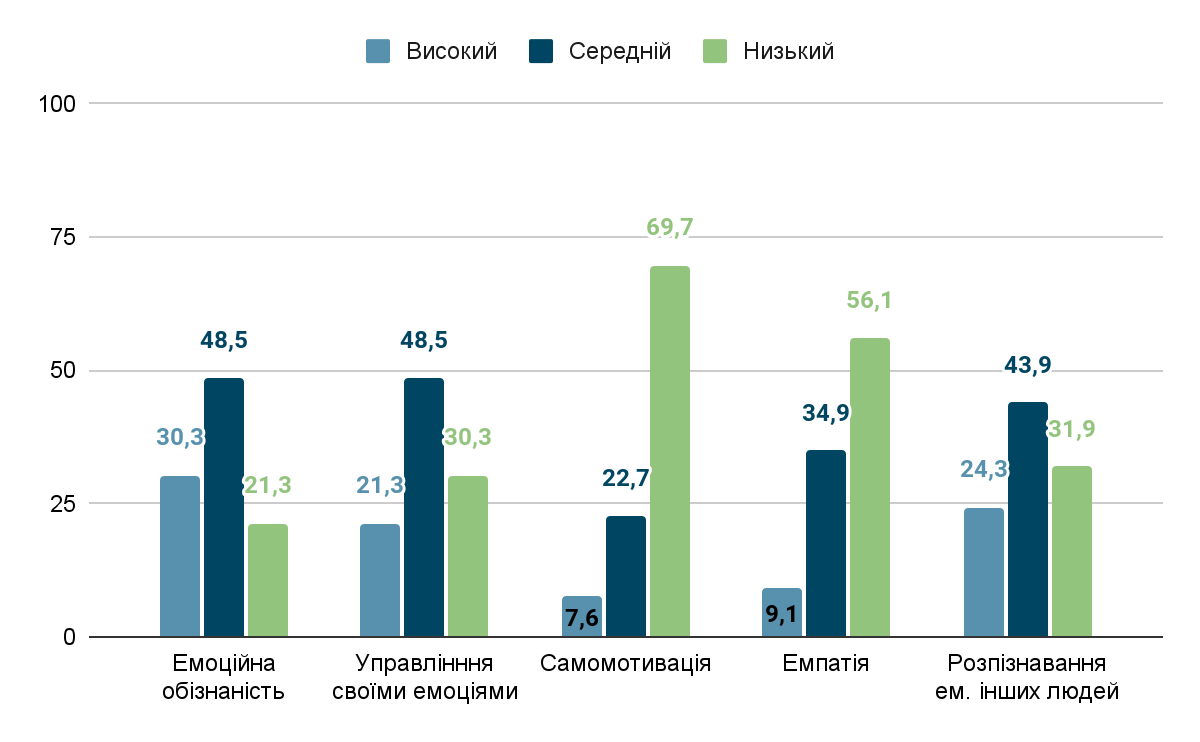 Високий Середній Низький
100
75
50
25
0
30,3 48,5 21,3
21,3 48,5 30,3
7,6 22,7 69,7
9,1 34,9 56,1
24,3 43,9 31,9
Емоційна
обізнаність
Управлінння
своїми емоціями
Самомотивація
Емпатія
Розпізнавання
ем. інших людей